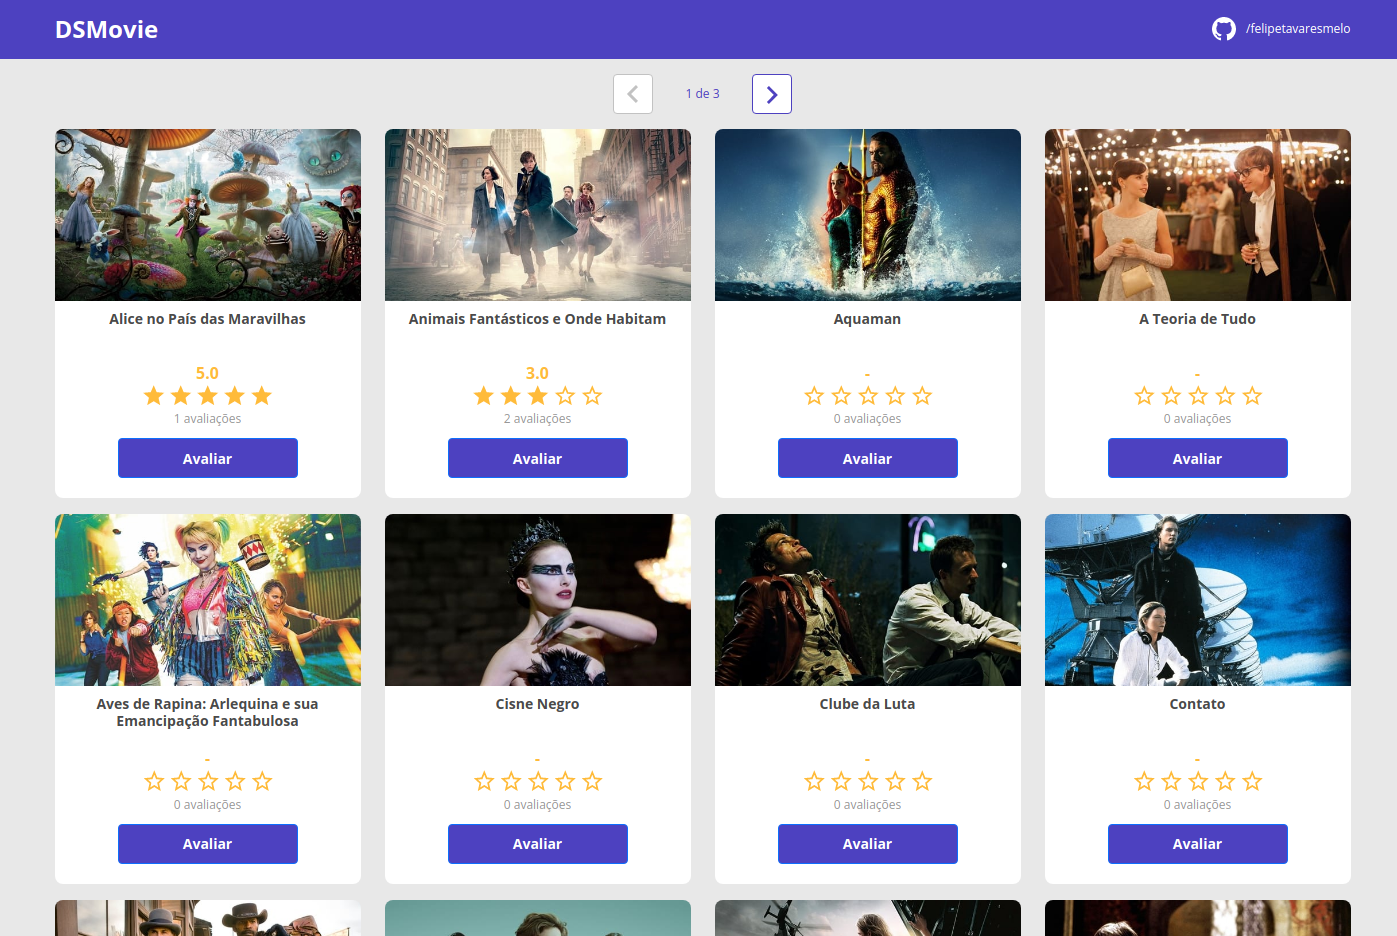 DSMovie
/felipetavaresmelo
1 de 3
Alice no País das Maravilhas
5.0
1 avaliações
Avaliar
Animais Fantásticos e Onde Habitam
3.0
2 avaliações
Avaliar
Aquaman
-
0 avaliações
Avaliar
A Teoria de Tudo
-
0 avaliações
Avaliar
Aves de Rapina: Arlequina e sua
Emancipação Fantabulosa
-
0 avaliações
Avaliar
Cisne Negro
-
0 avaliações
Avaliar
Clube da Luta
-
0 avaliações
Avaliar
Contato
-
0 avaliações
Avaliar